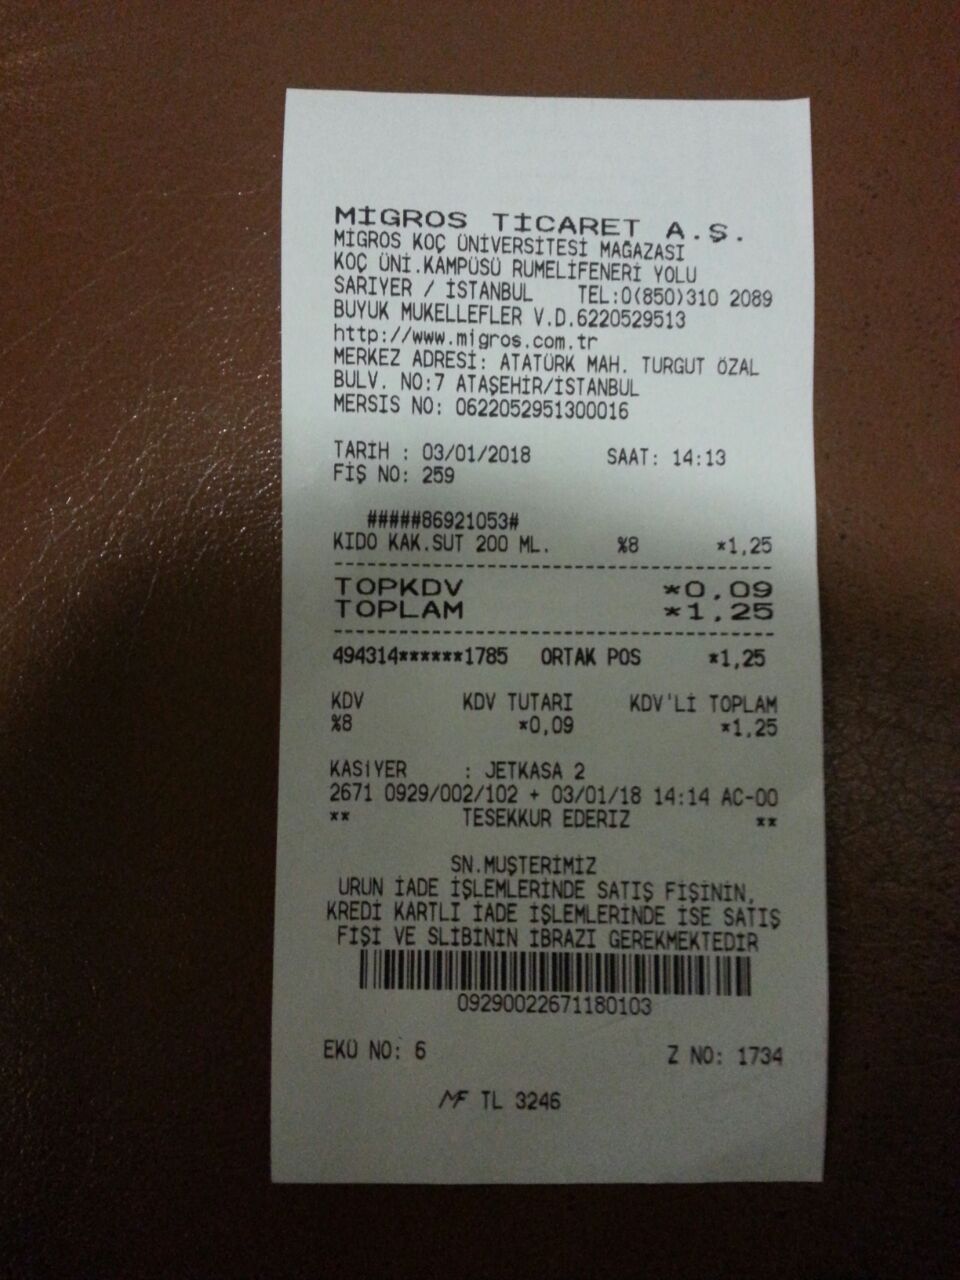 MİGROS TİCARET A.Ş.
MİGROS KOÇ ÜNİVERSİTESİ MAĞAZASI
KOÇ ÜNİ.KAMPÜSÜ RUMELİFENERİ YOLU
SARIYER / İSTANBUL TEL:0(850)310 2089
BUYUK MUKELLEFLER V.D.6220529513
http://www.migros.com.tr
MERKEZ ADRESİ: ATATÜRK MAH. TURGUT ÖZAL
BULV. NO:7 ATAŞEHİR/İSTANBUL
MERSIS NO: 0622052951300016
TARİH : 03/01/2018 SAAT: 14:13
FİŞ NO: 259
#####86921053#
KIDO KAK.SUT 200 ML. %8 *1,25
TOPKDV *0,09
TOPLAM *1,25
494314******1785 ORTAK POS *1,25
KDV KDV TUTARI KDV'Lİ TOPLAM
%8 *0,09 *1,25
KASİYER : JETKASA 2
2671 0929/002/102 + 03/01/18 14:14 AC-00
** TESEKKUR EDERIZ **
SN.MUŞTERİMİZ
URUN İADE İŞLEMLERİNDE SATIŞ FİŞİNİN,
KREDİ KARTLI İADE İŞLEMLERİNDE İSE SATIŞ
FİŞİ VE SLİBİNİN İBRAZI GEREKMEKTEDİR
09290022671180103
EKÜ NO: 6 Z NO: 1734
MF TL 3246